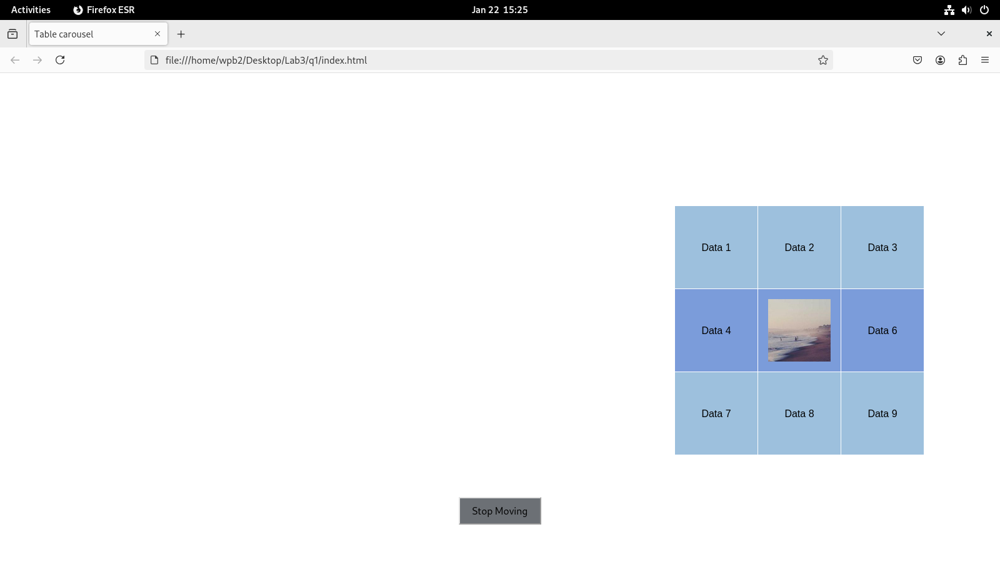 Activities Firefox ESR Jan 22 15:25
Table carousel
file:///home/wpb2/Desktop/Lab3/q1/index.html
Data 1 Data 2 Data 3
Data 4 Data 6
Data 7 Data 8 Data 9
Stop Moving